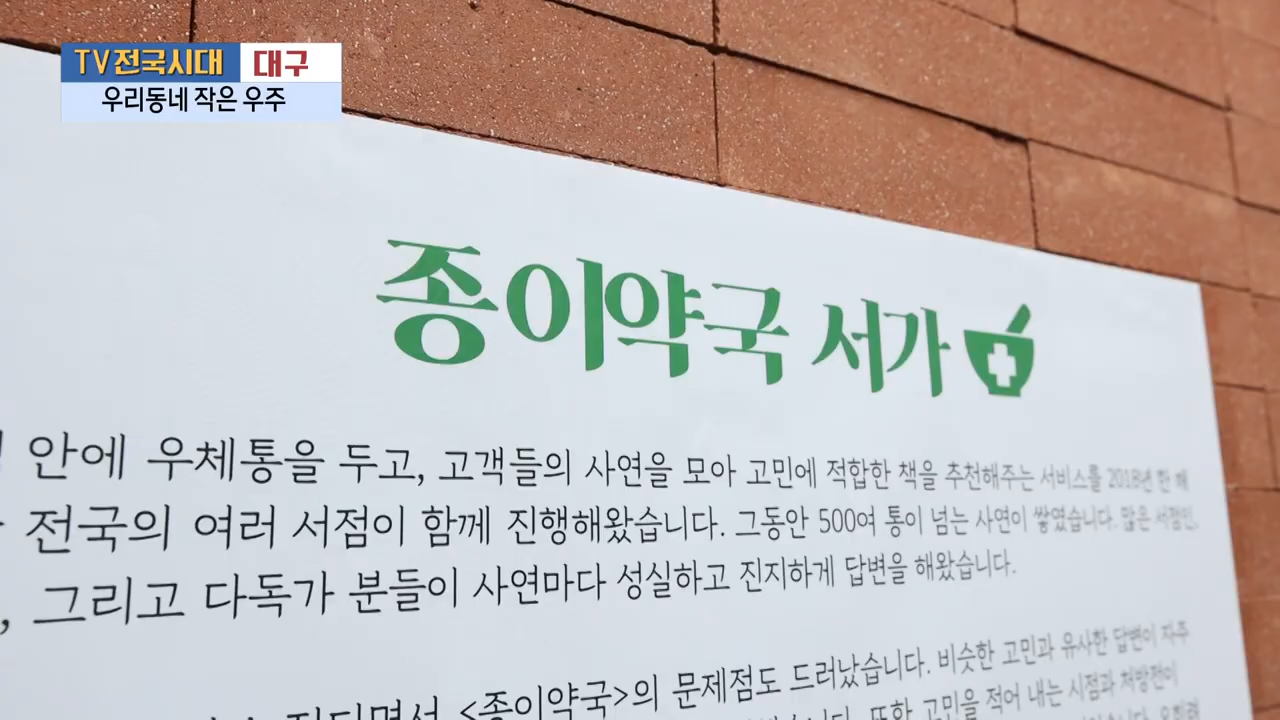 TV전국시대 대구
우리동네 작은 우주
종이약국 서가
안에 우체통을 두고, 고객들의 사연을 모아 고민에 적합한 책을 추천해주는 서비스를 2018년 한 해
전국의 여러 서점이 함께 진행해왔습니다. 그동안 500여 통이 넘는 사연이 쌓였습니다. 많은 서점인,
, 그리고 다독가 분들이 사연마다 성실하고 진지하게 답변을 해왔습니다.
<종이약국>의 문제점도 드러났습니다. 비슷한 고민과 유사한 답변이 자주
또한 고민을 적어 내는 시점과 처방전이